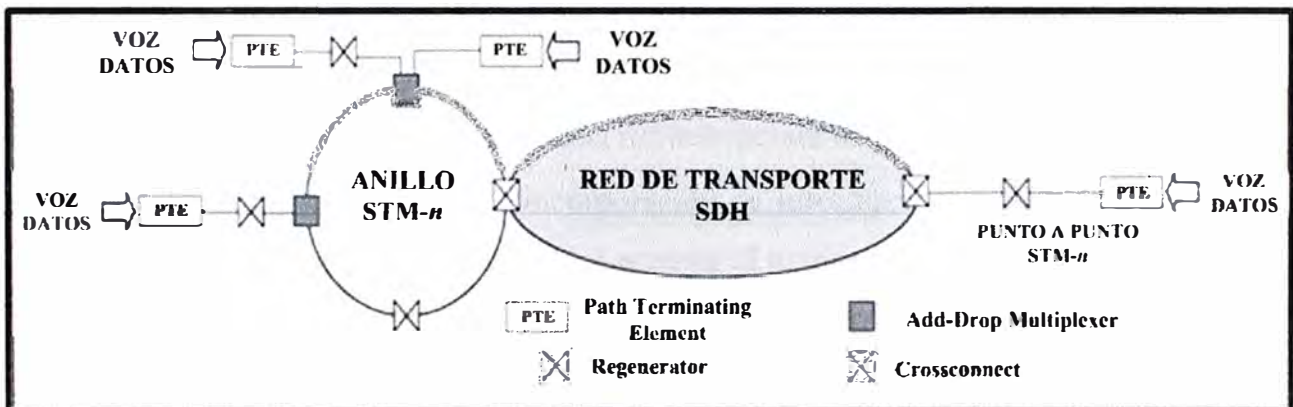 VOZ
DATOS
PTE
PTE
VOZ
DATOS
VOZ
DATOS
PTE
ANILLO
STM-n
RED DE TRANSPORTE
SDH
PTE
VOZ
DATOS
PUNTO A PUNTO
STM-n
PTE
Path Terminating
Element
Add-Drop Multiplexer
Regenerator
Crossconnect